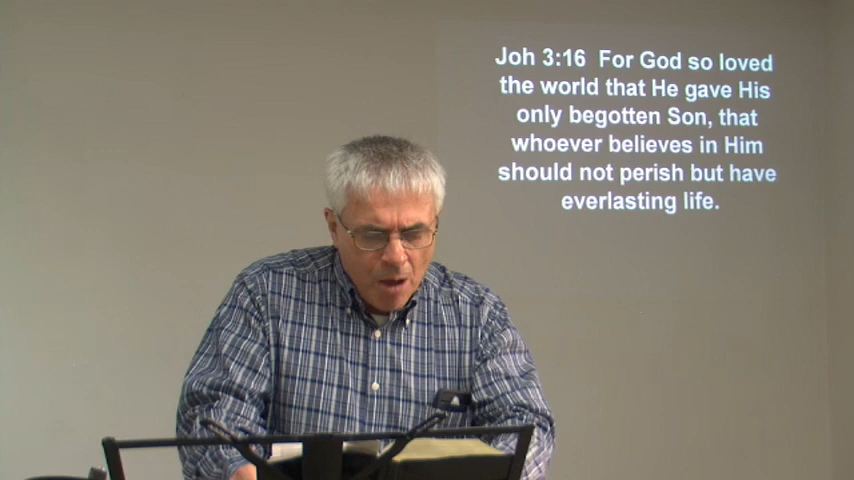 Joh 3:16  For God so loved
the world that He gave His
only begotten Son, that
whoever believes in Him
should not perish but have
everlasting life.